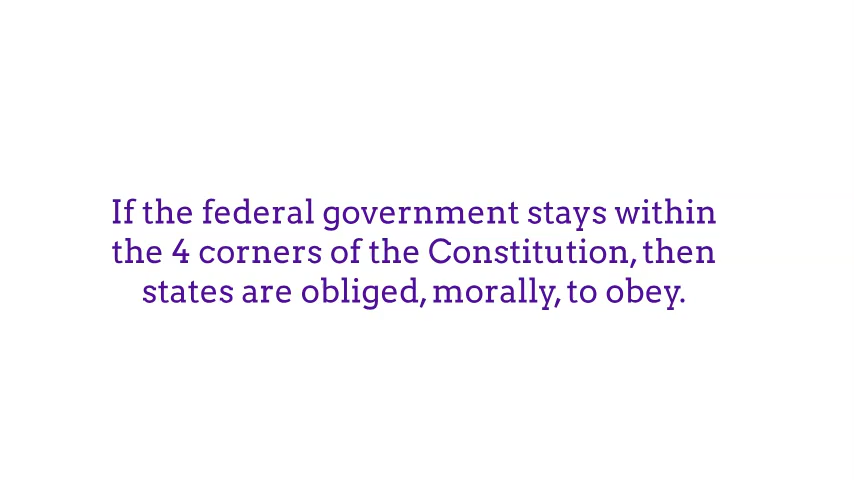 If the federal government stays within
the 4 corners of the Constitution, then
states are obliged, morally, to obey.